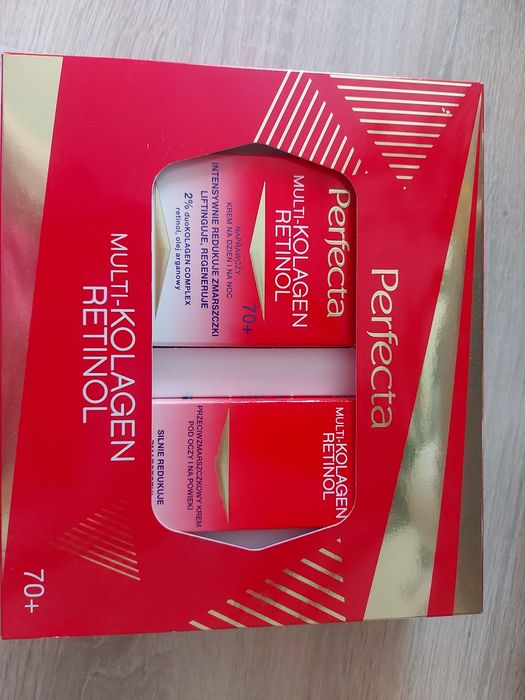 Perfecta
MULTI-KOLAGEN
RETINOL
70+
Perfecta
MULTI-KOLAGEN
RETINOL
70+
NAPRAWCZY
KREM NA DZIEŃ I NA NOC
INTENSYWNIE REDUKUJE ZMARSZCZKI
LIFTINGUJE, REGENERUJE
2% duoKOLAGEN COMPLEX
retinol, olej arganowy
MULTI-KOLAGEN
RETINOL
PRZECIWZMARSZCZKOWY KREM
POD OCZY I NA POWIEKI
SILNIE REDUKUJE